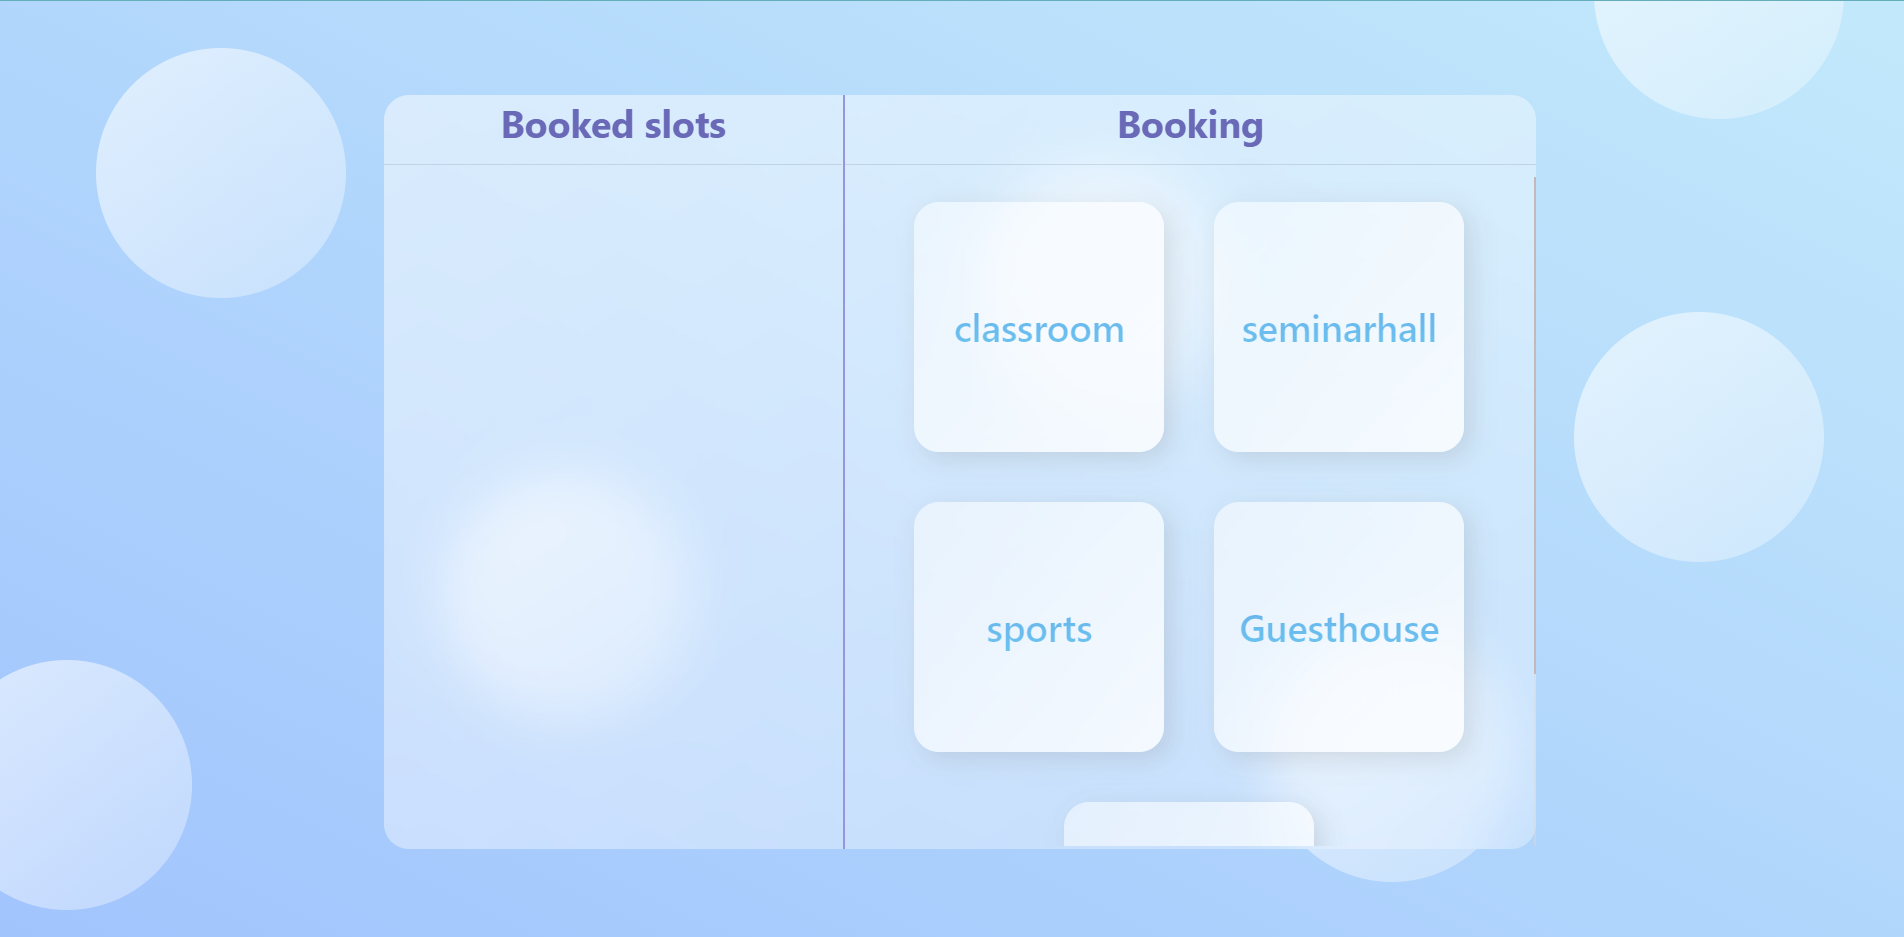 Booked slots
Booking
classroom
seminarhall
sports
Guesthouse